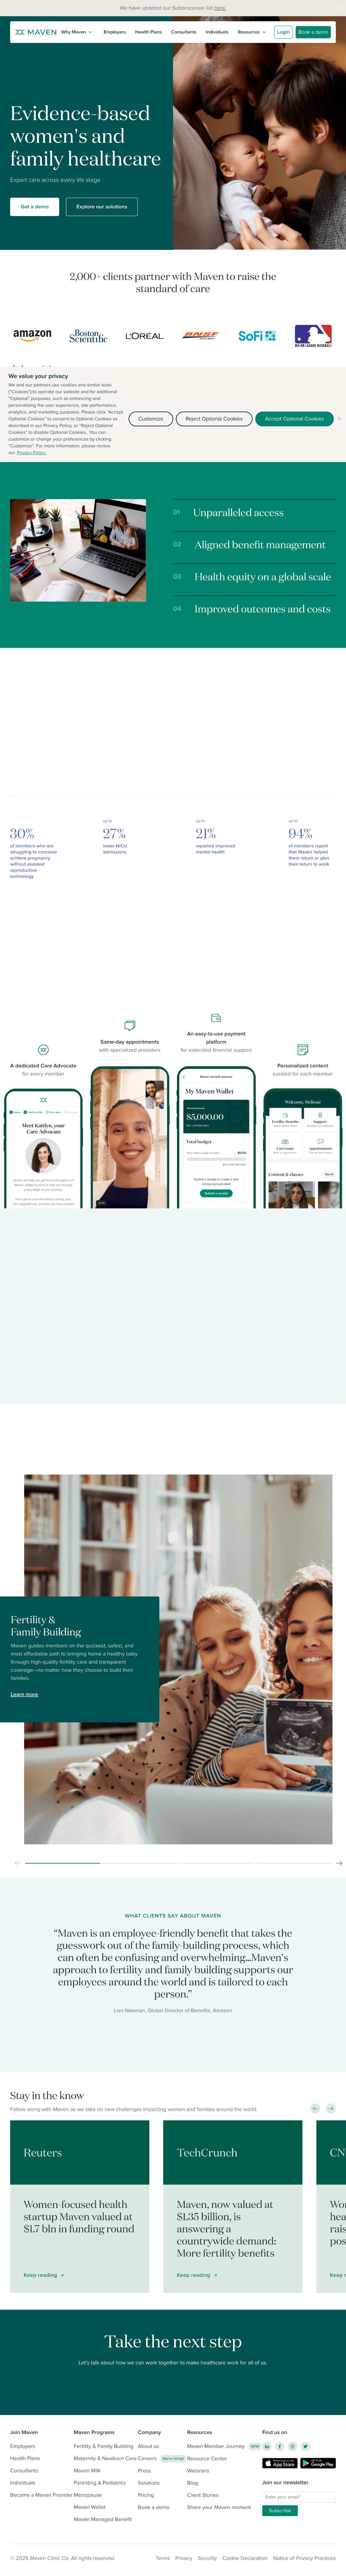 We have updated our Subprocessor list here.
MAVEN
Why Maven
Employers
Health Plans
Consultants
Individuals
Resources
Login
Book a demo
Evidence-based
women's and
family healthcare
Expert care across every life stage
Get a demo
Explore our solutions
2,000+ clients partner with Maven to raise the
standard of care
amazon
Boston
Scientific
L'ORÉAL
BNSF
RAILWAY
SoFi
MAJOR LEAGUE BASEBALL
We value your privacy
We and our partners use cookies and similar tools
("Cookies") to operate our website and for additional
"Optional" purposes, such as enhancing and
personalizing the user experience, site performance,
analytics, and marketing purposes. Please click "Accept
Optional Cookies" to consent to Optional Cookies as
described in our Privacy Policy, or "Reject Optional
Cookies" to disable Optional Cookies. You can
customize or change your preferences by clicking
"Customize". For more information, please review
our Privacy Policy.
Customize
Reject Optional Cookies
Accept Optional Cookies
01 Unparalleled access
02 Aligned benefit management
03 Health equity on a global scale
04 Improved outcomes and costs
30%
of members who are
struggling to conceive
achieve pregnancy
without assisted
reproductive
technology
up to
27%
lower NICU
admissions
up to
21%
reported improved
mental health
up to
94%
of members report
that Maven helped
them return or plan
their return to work
A dedicated Care Advocate
for every member
Same-day appointments
with specialized providers
An easy-to-use payment
platform
for extended financial support
Personalized content
curated for each member
Meet Kaitlyn, your
Care Advocate
Maven benefit balance
My Maven Wallet
$5,000.00
Total budget
$0.00
Submit a receipt
Welcome, Melissa!
Fertility Benefits
Support
Care team
Appointments
Content & classes
See all
Fertility &
Family Building
Maven guides members on the quickest, safest, and
most affordable path to bringing home a healthy baby
through high-quality fertility care and transparent
coverage—no matter how they choose to build their
families.
Learn more
WHAT CLIENTS SAY ABOUT MAVEN
“Maven is an employee-friendly benefit that takes the
guesswork out of the family-building process, which
can often be confusing and overwhelming...Maven's
approach to fertility and family building supports our
employees around the world and is tailored to each
person.”
Lian Neeman, Global Director of Benefits, Amazon
Stay in the know
Follow along with Maven as we take on new challenges impacting women and families around the world
Reuters
Women-focused health
startup Maven valued at
$1.7 bln in funding round
Keep reading
TechCrunch
Maven, now valued at
$1.35 billion, is
answering a
countrywide demand:
More fertility benefits
Keep reading
CN
Wo
hea
rais
pos
Keep r
Take the next step
Let's talk about how we can work together to make healthcare work for all of us.
Join Maven
Employers
Health Plans
Consultants
Individuals
Become a Maven Provider
Maven Programs
Fertility & Family Building
Maternity & Newborn Care
Maven Milk
Parenting & Pediatrics
Menopause
Maven Wallet
Maven Managed Benefit
Company
About us
Careers We're hiring!
Press
Solutions
Pricing
Book a demo
Resources
Maven Member Journey NEW
Resource Center
Webinars
Blog
Client Stories
Share your Maven moment
Find us on
App Store
Google Play
Join our newsletter
Enter your email*
Subscribe
© 2025 Maven Clinic Co. All rights reserved.
Terms
Privacy
Security
Cookie Declaration
Notice of Privacy Practices